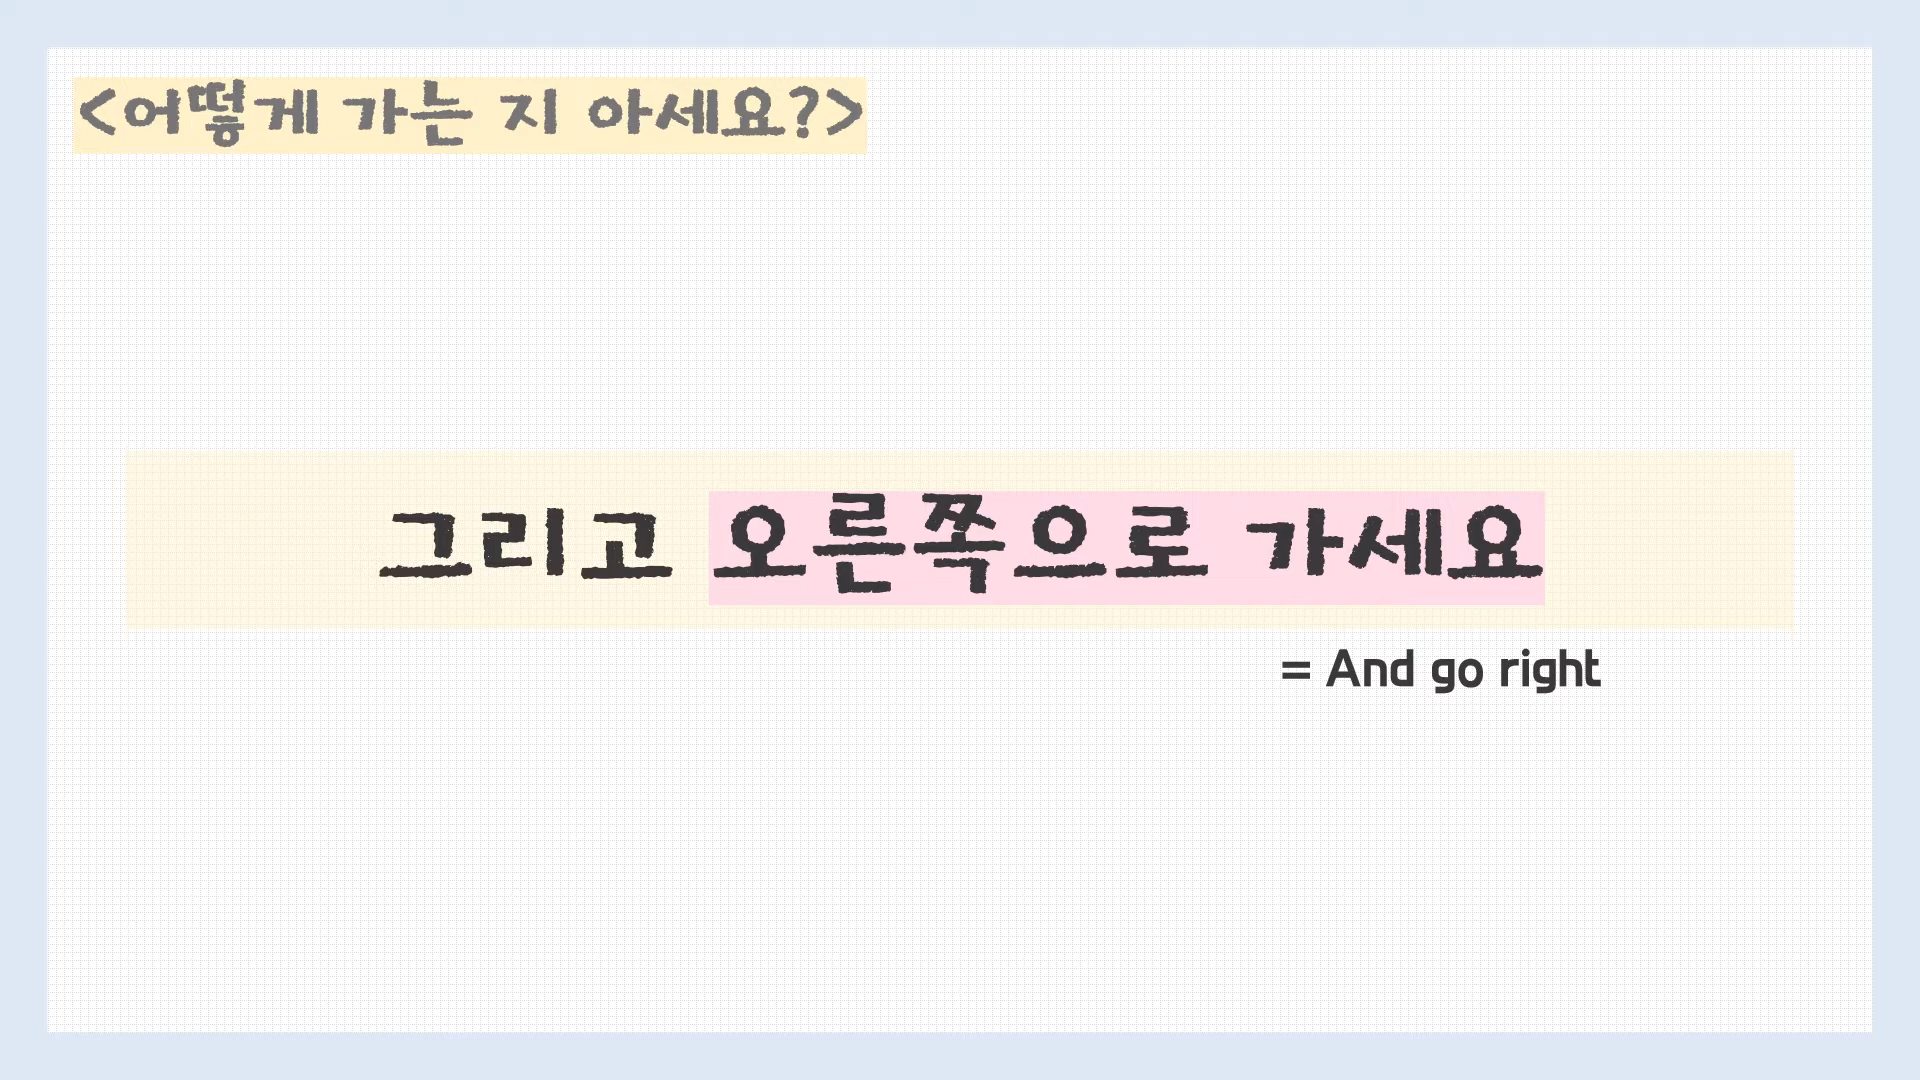 <어떻게 가는 지 아세요?>
그리고 오른쪽으로 가세요
= And go right